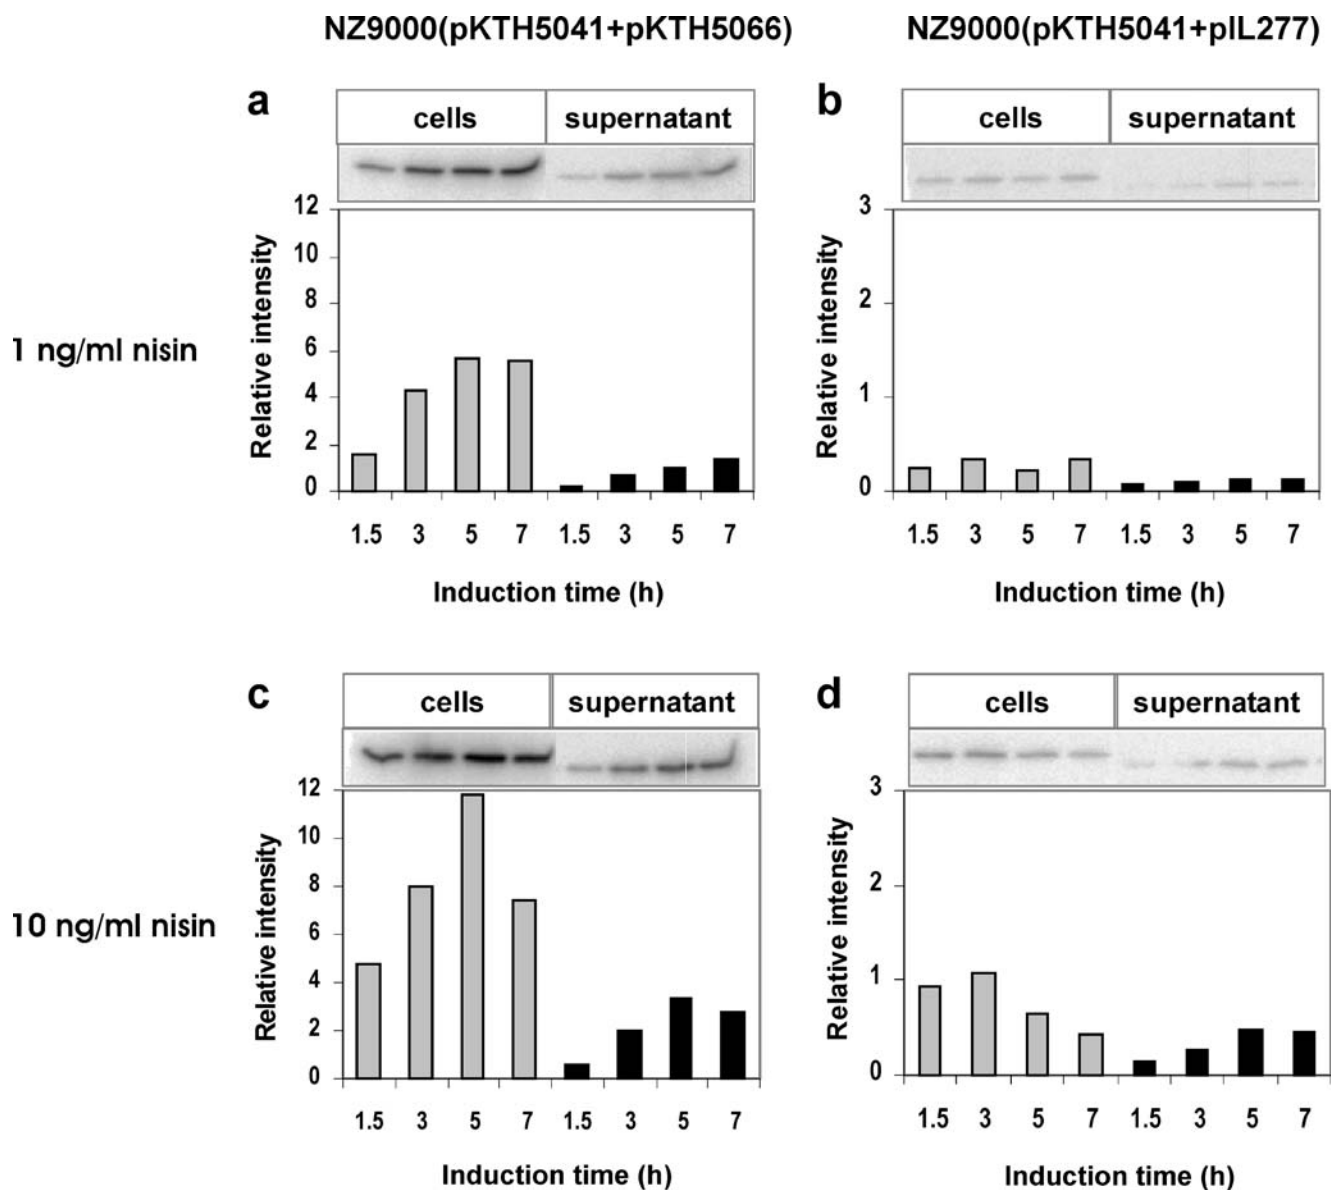 NZ9000(pKTH5041+pKTH5066) NZ9000(pKTH5041+pIL277)
a
cells supernatant
12
10
8
6
4
2
0
Relative intensity
1.5 3 5 7 1.5 3 5 7
Induction time (h)
b
cells supernatant
3
2
1
0
Relative intensity
1.5 3 5 7 1.5 3 5 7
Induction time (h)
1 ng/ml nisin
c
cells supernatant
12
10
8
6
4
2
0
Relative intensity
1.5 3 5 7 1.5 3 5 7
Induction time (h)
d
cells supernatant
3
2
1
0
Relative intensity
1.5 3 5 7 1.5 3 5 7
Induction time (h)
10 ng/ml nisin